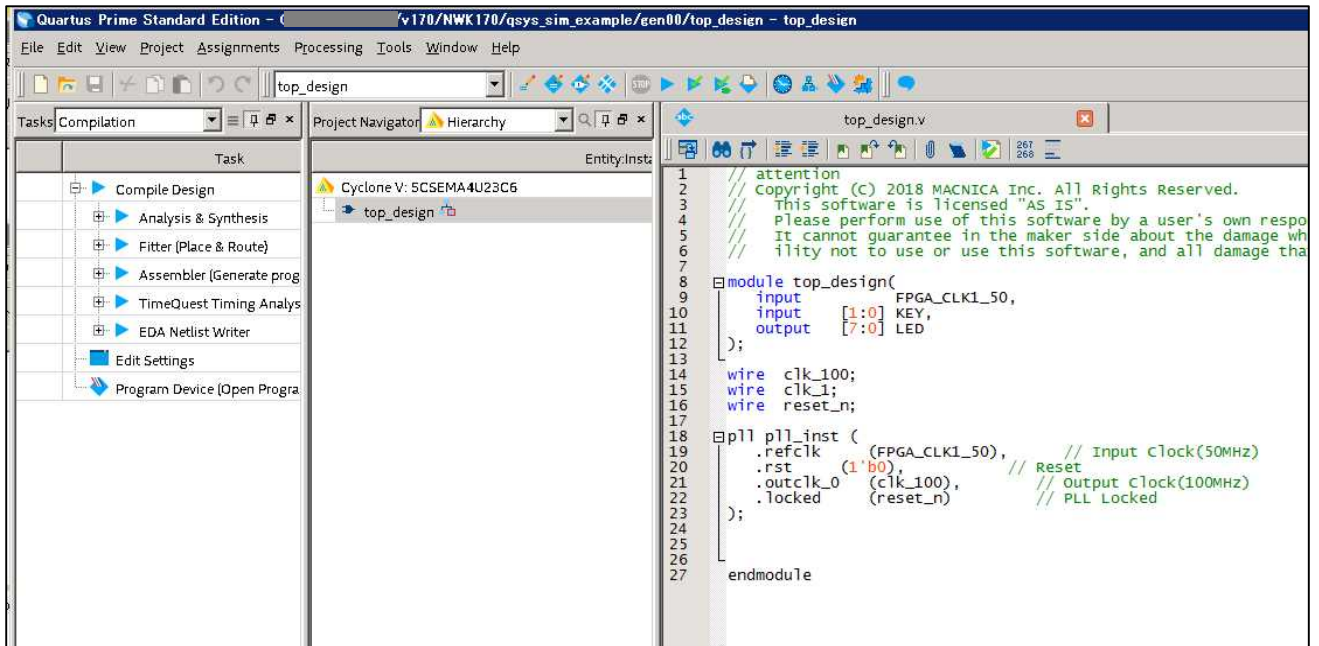 Quartus Prime Standard Edition - ( /v170/NWK170/qsys_sim_example/gen00/top_design - top_design
File Edit View Project Assignments Processing Tools Window Help
top_design
STOP
Tasks Compilation
Task
Compile Design
Analysis & Synthesis
Fitter (Place & Route)
Assembler (Generate prog
TimeQuest Timing Analys
EDA Netlist Writer
Edit Settings
Program Device (Open Progra
Project Navigator Hierarchy
Entity:Insta
Cyclone V: 5CSEMA4U23C6
top_design
abc top_design.v
267
268
1 // attention
2 // Copyright (C) 2018 MACNICA Inc. All Rights Reserved.
3 // This software is licensed "AS IS".
4 // Please perform use of this software by a user's own respo
5 // It cannot guarantee in the maker side about the damage wh
6 // ility not to use or use this software, and all damage tha
7
8 module top_design(
9 input FPGA_CLK1_50,
10 input [1:0] KEY,
11 output [7:0] LED
12 );
13
14 wire clk_100;
15 wire clk_1;
16 wire reset_n;
17
18 pll pll_inst (
19 .refclk (FPGA_CLK1_50), // Input Clock(50MHz)
20 .rst (1'b0), // Reset
21 .outclk_0 (clk_100), // Output Clock(100MHz)
22 .locked (reset_n) // PLL Locked
23 );
24
25
26
27 endmodule